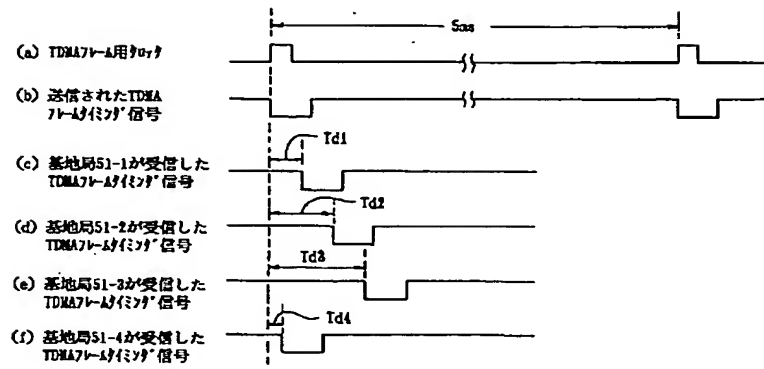 5ms
(a) TDMAフレーム用クロック
(b) 送信されたTDMA
フレームタイミング信号
Td1
(c) 基地局51-1が受信した
TDMAフレームタイミング信号
Td2
(d) 基地局51-2が受信した
TDMAフレームタイミング信号
Td3
(e) 基地局51-3が受信した
TDMAフレームタイミング信号
Td4
(f) 基地局51-4が受信した
TDMAフレームタイミング信号